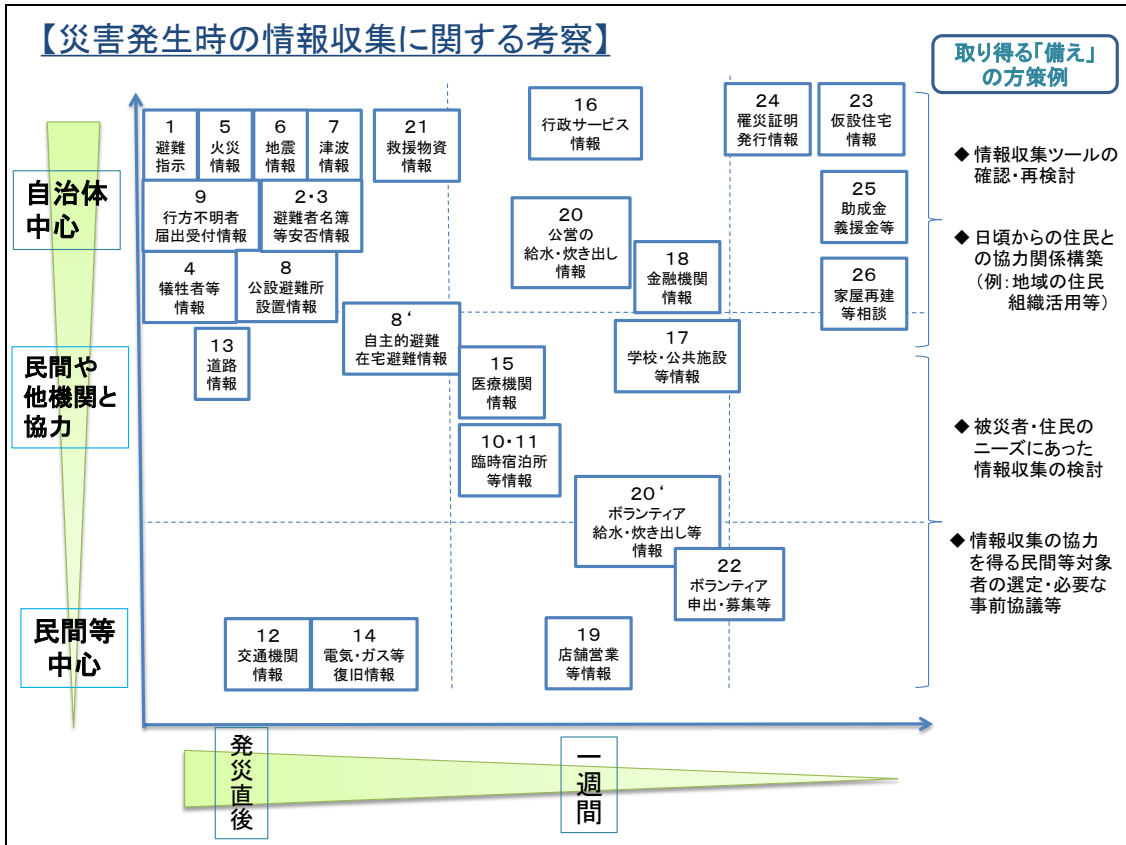 【災害発生時の情報収集に関する考察】
取り得る「備え」
の方策例
自治体
中心
民間や
他機関と
協力
民間等
中心
1
避難
指示
5
火災
情報
6
地震
情報
7
津波
情報
21
救援物資
情報
16
行政サービス
情報
24
罹災証明
発行情報
23
仮設住宅
情報
9
行方不明者
届出受付情報
2・3
避難者名簿
等安否情報
20
公営の
給水・炊き出し
情報
25
助成金
義援金等
4
犠牲者等
情報
8
公設避難所
設置情報
18
金融機関
情報
26
家屋再建
等相談
8‘
自主的避難
在宅避難情報
13
道路
情報
15
医療機関
情報
17
学校・公共施設
等情報
10・11
臨時宿泊所
等情報
20‘
ボランティア
給水・炊き出し等
情報
22
ボランティア
申出・募集等
12
交通機関
情報
14
電気・ガス等
復旧情報
19
店舗営業
等情報
◆ 情報収集ツールの
確認・再検討
◆ 日頃からの住民と
の協力関係構築
（例：地域の住民
組織活用等）
◆ 被災者・住民の
ニーズにあった
情報収集の検討
◆ 情報収集の協力
を得る民間等対象
者の選定・必要な
事前協議等
発災直後
一週間